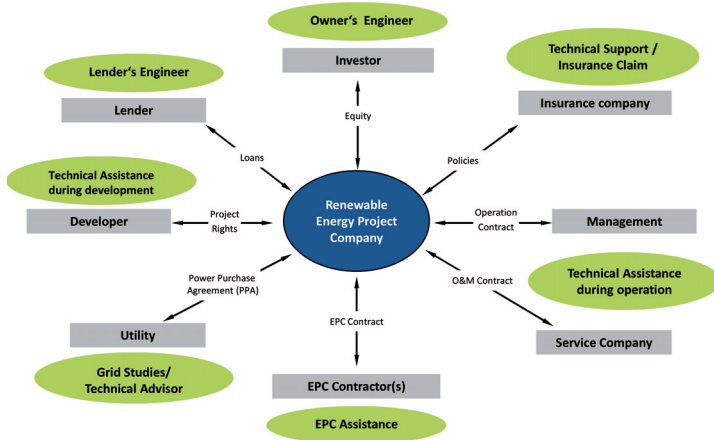 Owner's Engineer
Investor
Technical Support /
Insurance Claim
Insurance company
Lender's Engineer
Lender
Equity
Loans
Policies
Technical Assistance
during development
Developer
Project
Rights
Renewable
Energy Project
Company
Operation
Contract
Management
Power Purchase
Agreement (PPA)
O&M Contract
Technical Assistance
during operation
Utility
EPC Contract
Service Company
Grid Studies/
Technical Advisor
EPC Contractor(s)
EPC Assistance